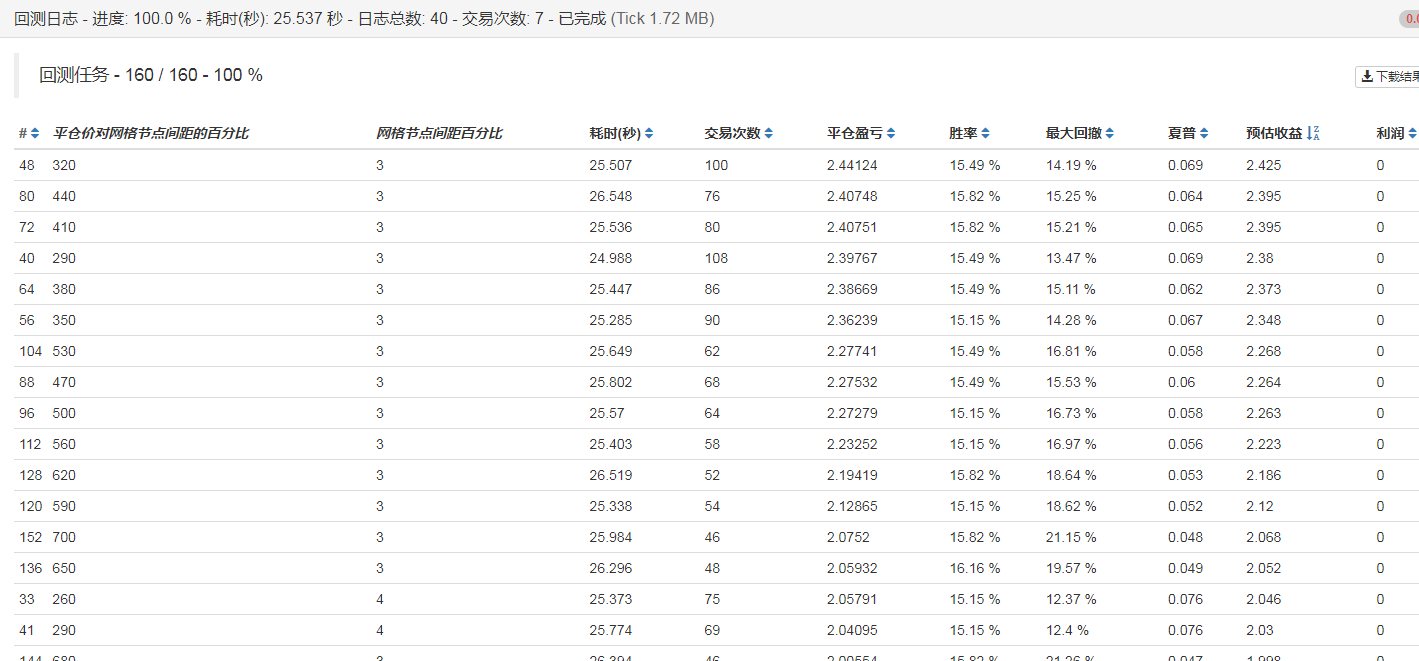 回测日志 - 进度: 100.0 % - 耗时(秒): 25.537 秒 - 日志总数: 40 - 交易次数: 7 - 已完成 (Tick 1.72 MB)
回测任务 - 160 / 160 - 100 %
下载结果
# 平仓价对网格节点间距的百分比 网格节点间距百分比 耗时(秒) 交易次数 平仓盈亏 胜率 最大回撤 夏普 预估收益 利润
48 320 3 25.507 100 2.44124 15.49 % 14.19 % 0.069 2.425 0
80 440 3 26.548 76 2.40748 15.82 % 15.25 % 0.064 2.395 0
72 410 3 25.536 80 2.40751 15.82 % 15.21 % 0.065 2.395 0
40 290 3 24.988 108 2.39767 15.49 % 13.47 % 0.069 2.38 0
64 380 3 25.447 86 2.38669 15.49 % 15.11 % 0.062 2.373 0
56 350 3 25.285 90 2.36239 15.15 % 14.28 % 0.067 2.348 0
104 530 3 25.649 62 2.27741 15.49 % 16.81 % 0.058 2.268 0
88 470 3 25.802 68 2.27532 15.49 % 15.53 % 0.06 2.264 0
96 500 3 25.57 64 2.27279 15.15 % 16.73 % 0.058 2.263 0
112 560 3 25.403 58 2.23252 15.15 % 16.97 % 0.056 2.223 0
128 620 3 26.519 52 2.19419 15.82 % 18.64 % 0.053 2.186 0
120 590 3 25.338 54 2.12865 15.15 % 18.62 % 0.052 2.12 0
152 700 3 25.984 46 2.0752 15.82 % 21.15 % 0.048 2.068 0
136 650 3 26.296 48 2.05932 16.16 % 19.57 % 0.049 2.052 0
33 260 4 25.373 75 2.05791 15.15 % 12.37 % 0.076 2.046 0
41 290 4 25.774 69 2.04095 15.15 % 12.4 % 0.076 2.03 0
144 680 3 26.394 46 2.00554 15.82 % 21.26 % 0.047 1.998 0